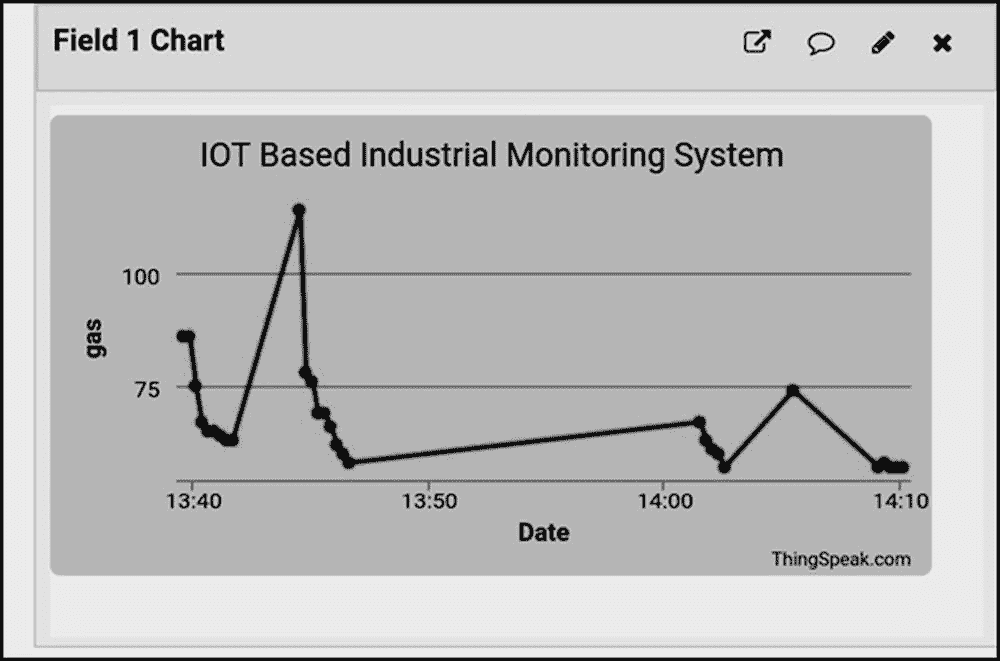 Field 1 Chart
IOT Based Industrial Monitoring System
100
75
gas
13:40 13:50 14:00 14:10
Date
ThingSpeak.com